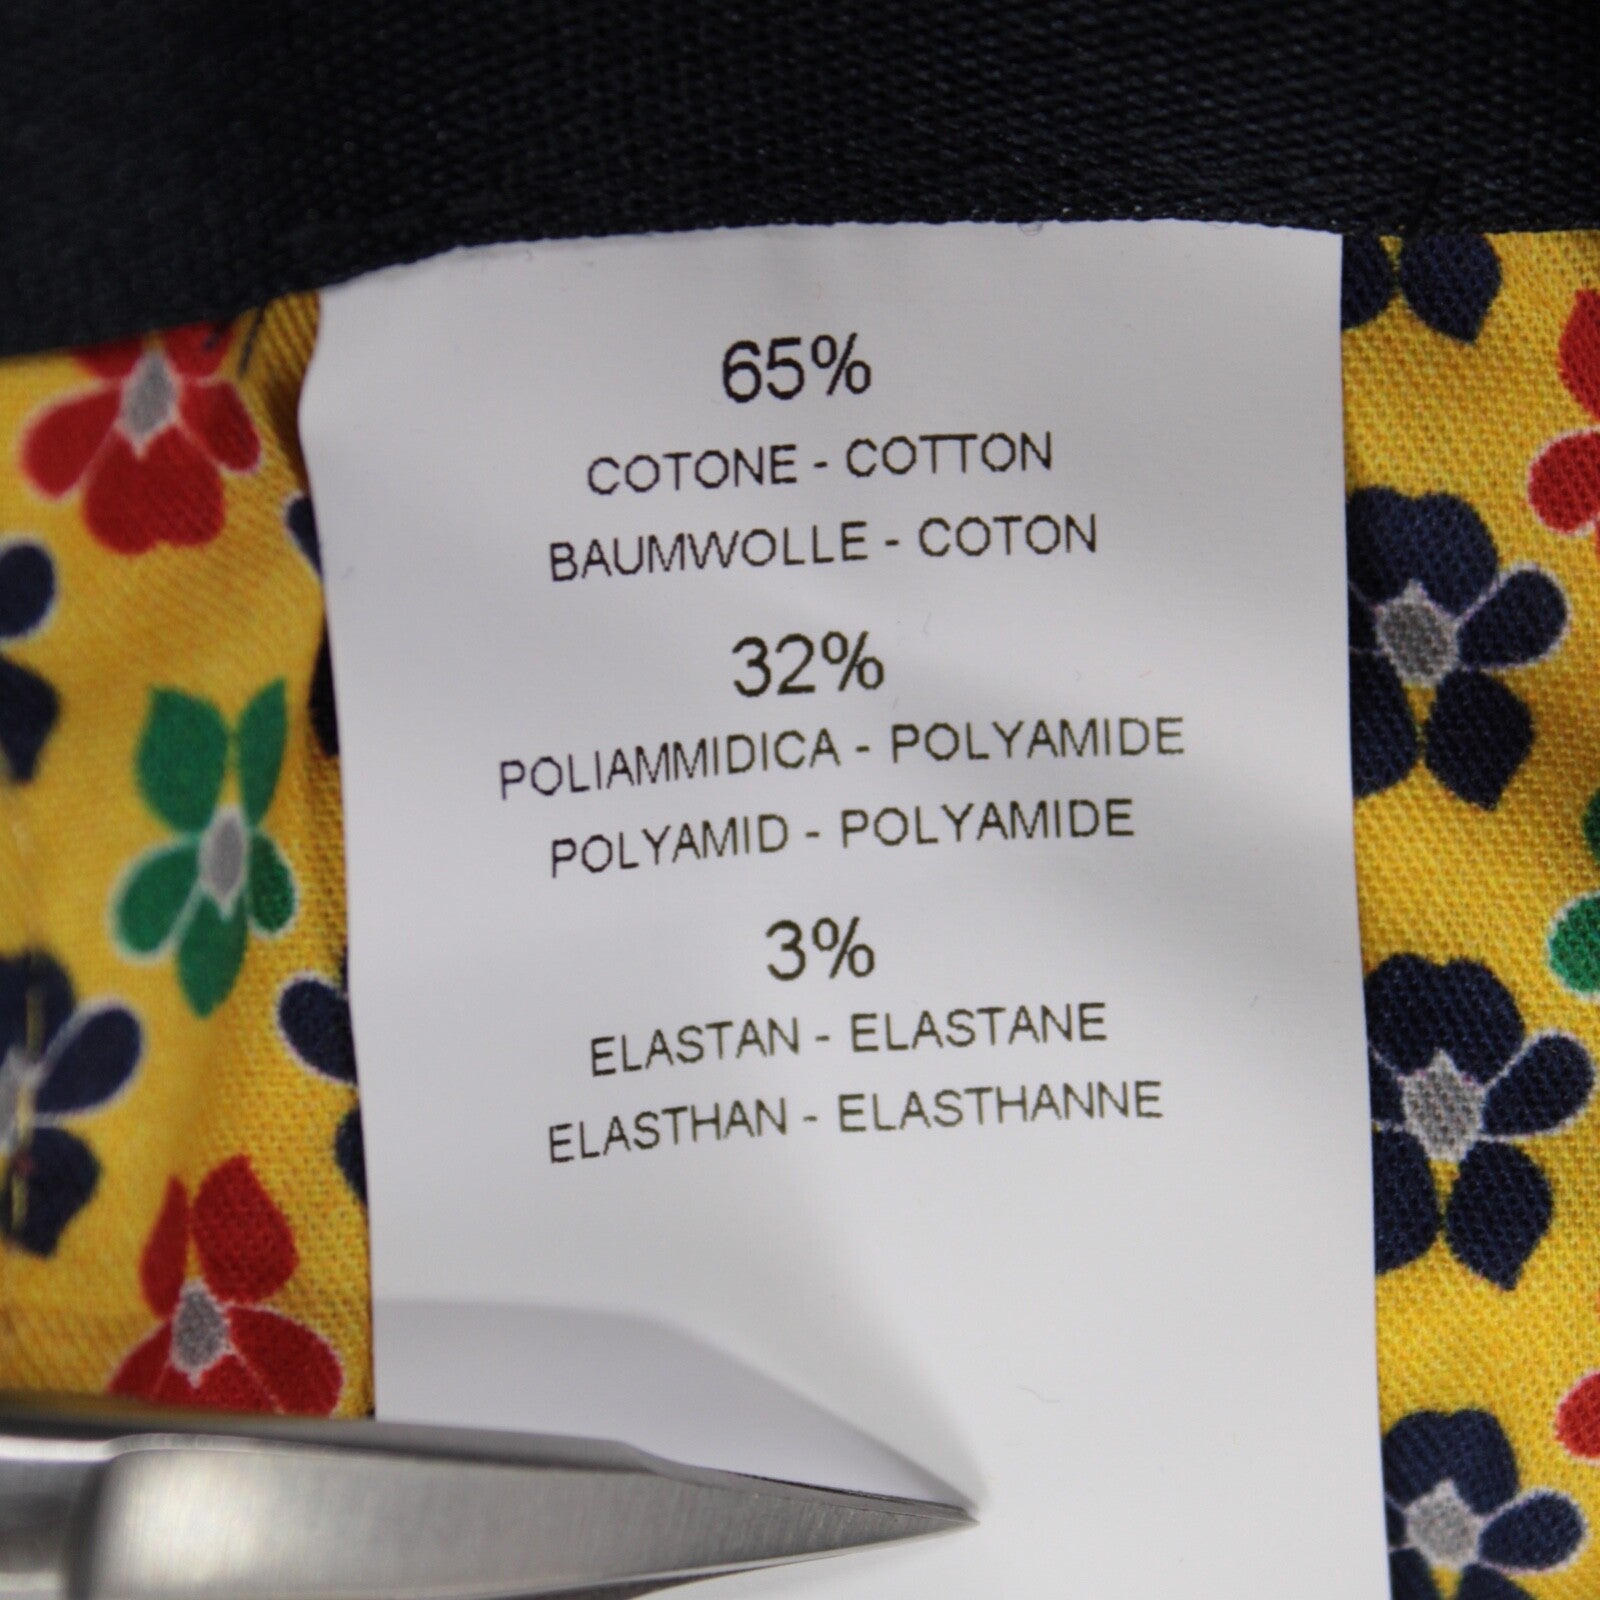 65%
COTONE - COTTON
BAUMWOLLE - COTON
32%
POLIAMMIDICA - POLYAMIDE
POLYAMID - POLYAMIDE
3%
ELASTAN - ELASTANE
ELASTHAN - ELASTHANNE